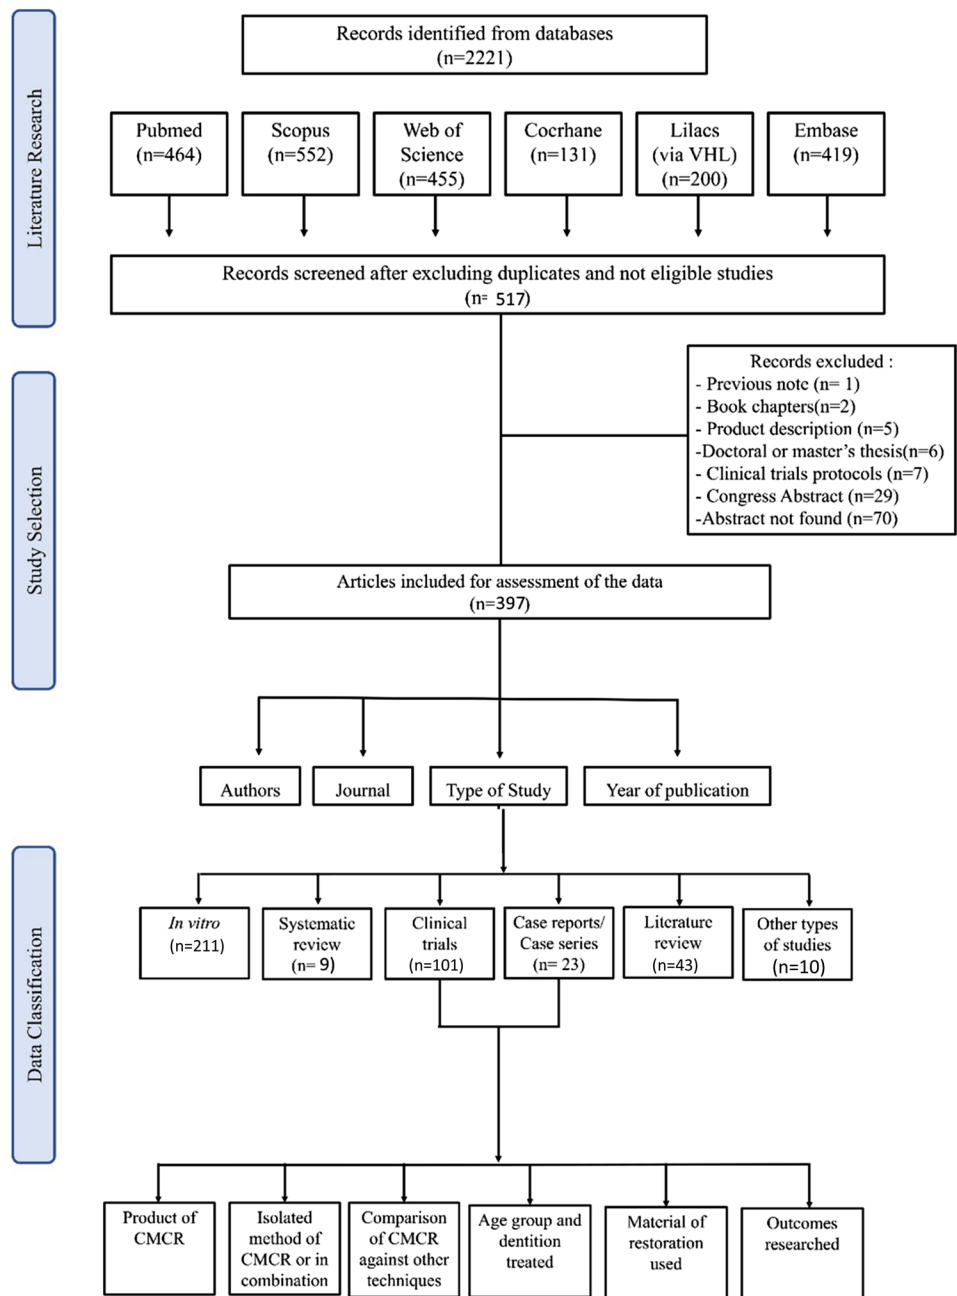 Literature Research
Records identified from databases
(n=2221)
Pubmed
(n=464)
Scopus
(n=552)
Web of
Science
(n=455)
Cocrhane
(n=131)
Lilacs
(via VHL)
(n=200)
Embase
(n=419)
Records screened after excluding duplicates and not eligible studies
(n= 517)
Study Selection
Records excluded :
- Previous note (n= 1)
- Book chapters(n=2)
- Product description (n=5)
-Doctoral or master’s thesis(n=6)
- Clinical trials protocols (n=7)
- Congress Abstract (n=29)
-Abstract not found (n=70)
Articles included for assessment of the data
(n=397)
Authors
Journal
Type of Study
Year of publication
Data Classification
In vitro
(n=211)
Systematic
review
(n= 9)
Clinical
trials
(n=101)
Case reports/
Case series
(n= 23)
Literature
review
(n=43)
Other types
of studies
(n=10)
Product of
CMCR
Isolated
method of
CMCR or in
combination
Comparison
of CMCR
against other
techniques
Age group and
dentition
treated
Material of
restoration
used
Outcomes
researched